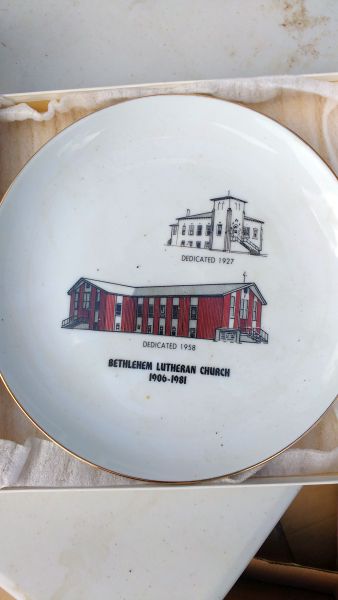 DEDICATED 1927
DEDICATED 1958
BETHLEHEM LUTHERAN CHURCH
1906-1981